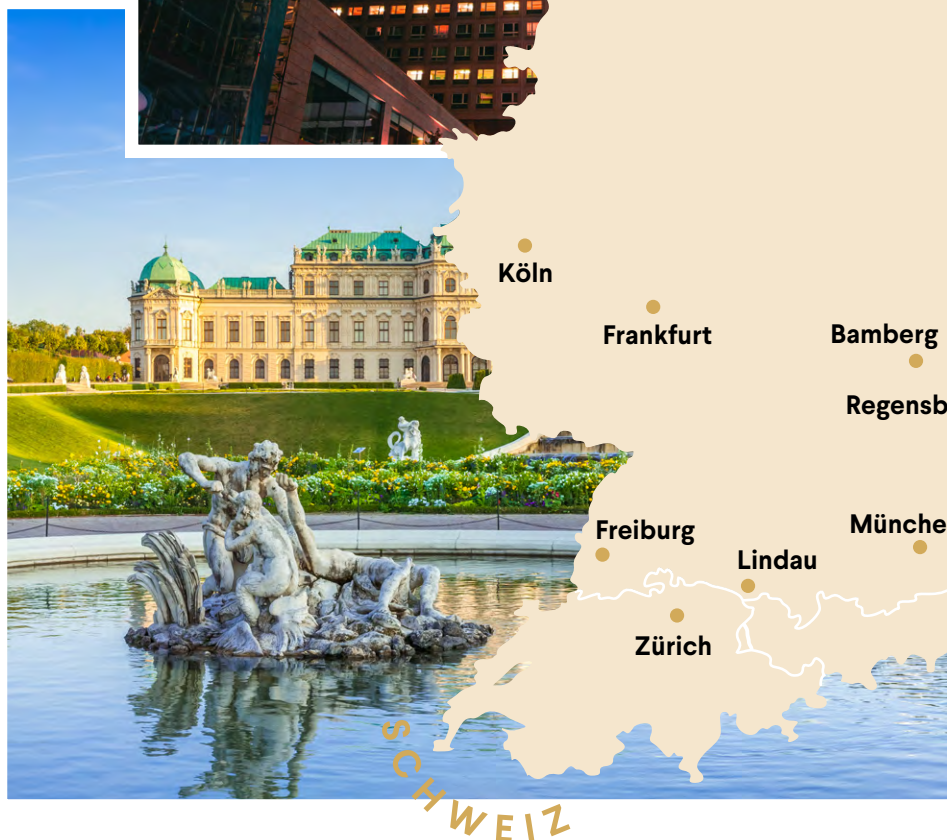 Köln
Frankfurt
Bamberg
Regensb
Freiburg
Münche
Lindau
Zürich
SCHWEIZ